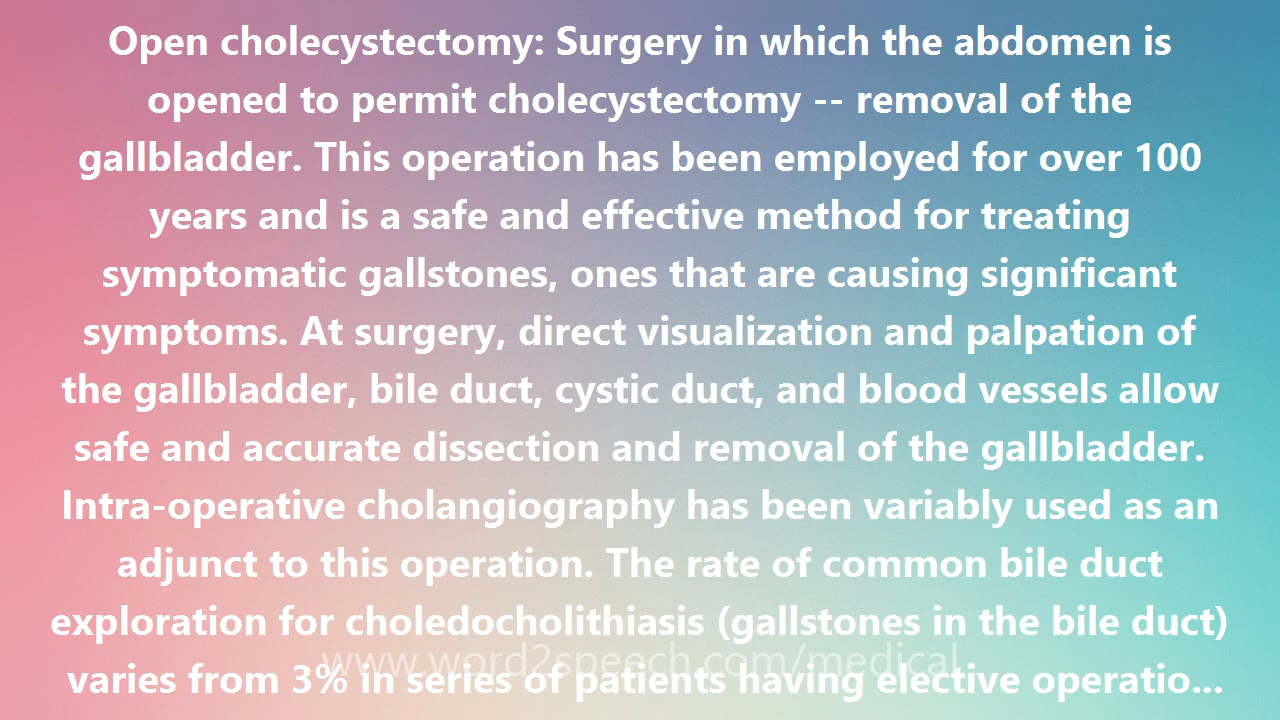 Open cholecystectomy: Surgery in which the abdomen is
opened to permit cholecystectomy -- removal of the
gallbladder. This operation has been employed for over 100
years and is a safe and effective method for treating
symptomatic gallstones, ones that are causing significant
symptoms. At surgery, direct visualization and palpation of
the gallbladder, bile duct, cystic duct, and blood vessels allow
safe and accurate dissection and removal of the gallbladder.
Intra-operative cholangiography has been variably used as an
adjunct to this operation. The rate of common bile duct
exploration for choledocholithiasis (gallstones in the bile duct)
www.word2speech.com/medical
varies from 3% in series of patients having elective operatio...